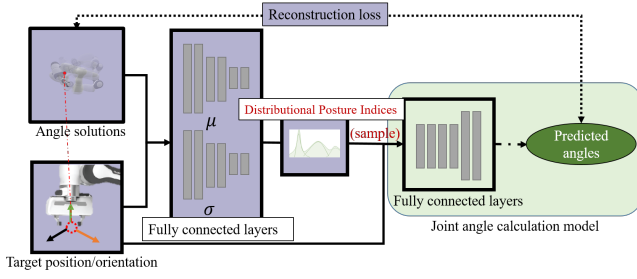 Reconstruction loss
Angle solutions
μ
σ
Fully connected layers
Distributional Posture Indices
(sample)
Fully connected layers
Predicted
angles
Joint angle calculation model
Target position/orientation